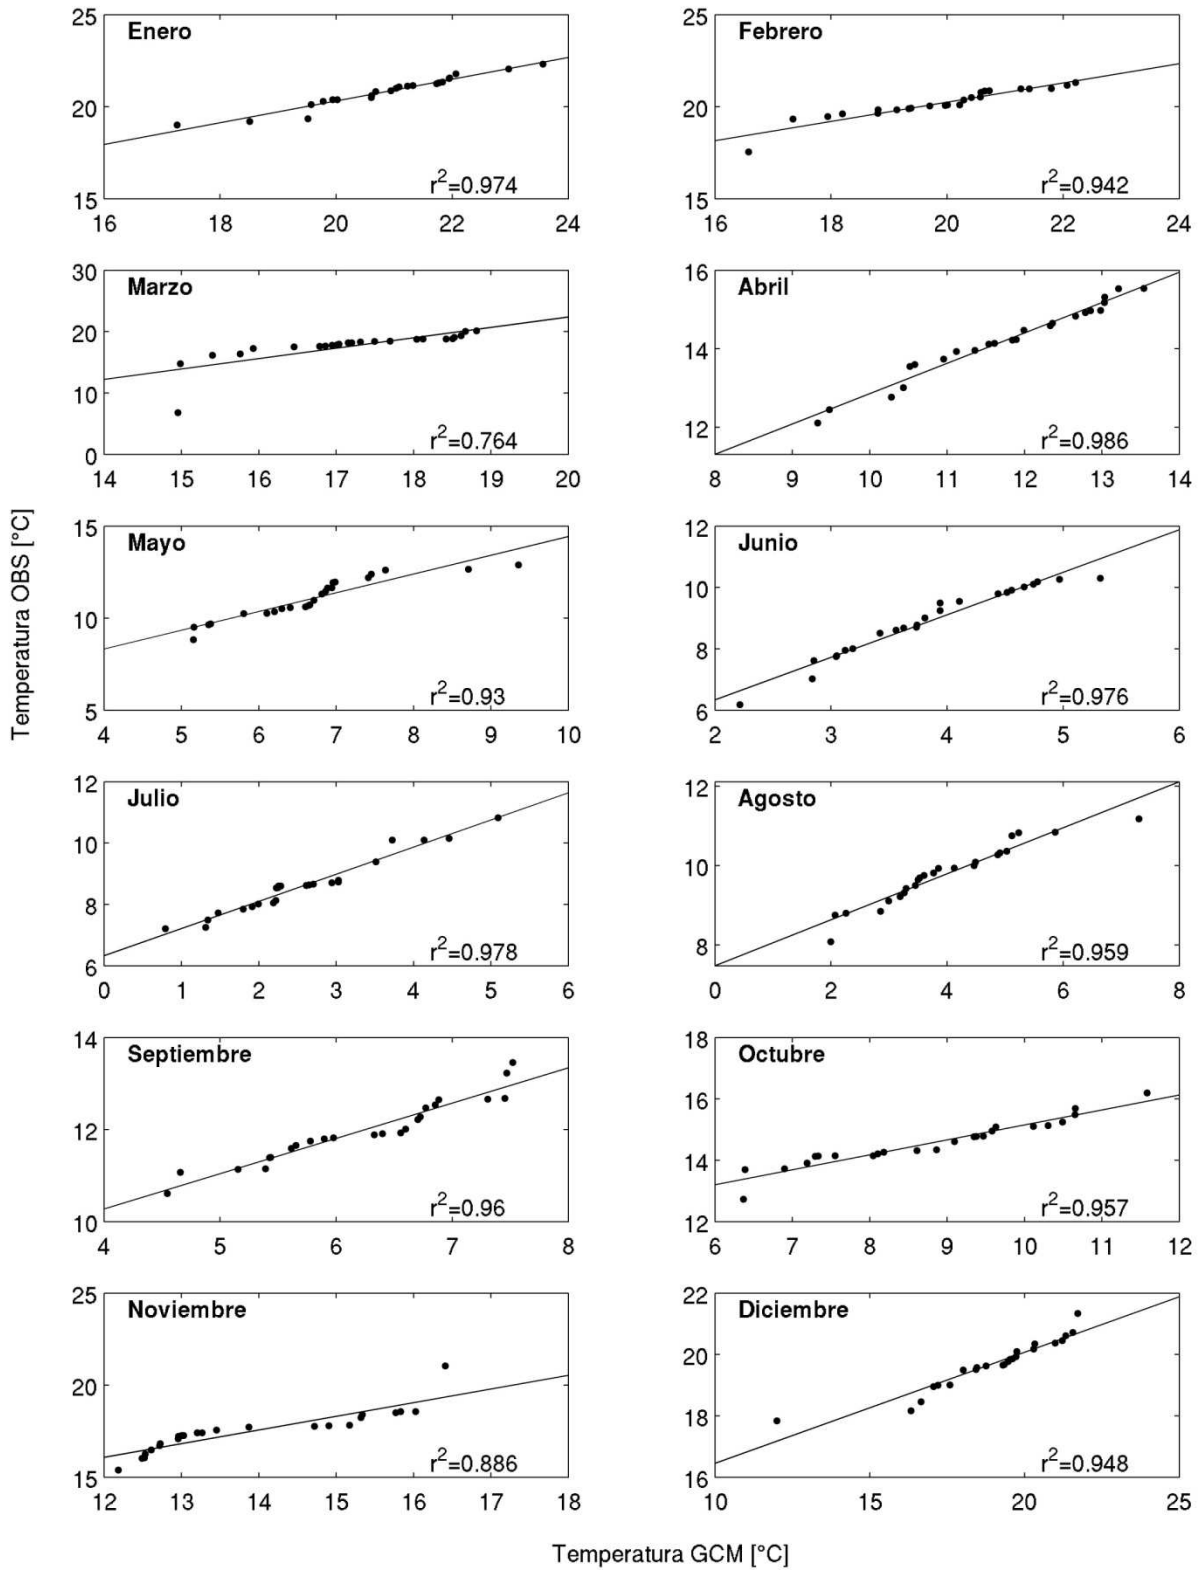 Enero
25
20
15
16 18 20 22 24
r²=0.974
Febrero
25
20
15
16 18 20 22 24
r²=0.942
Marzo
30
20
10
0
14 15 16 17 18 19 20
r²=0.764
Abril
16
14
12
8 9 10 11 12 13 14
r²=0.986
Temperatura OBS [°C]
Mayo
15
10
5
4 5 6 7 8 9 10
r²=0.93
Junio
12
10
8
6
2 3 4 5 6
r²=0.976
Julio
12
10
8
6
0 1 2 3 4 5 6
r²=0.978
Agosto
12
10
8
0 2 4 6 8
r²=0.959
Septiembre
14
12
10
4 5 6 7 8
r²=0.96
Octubre
18
16
14
12
6 7 8 9 10 11 12
r²=0.957
Noviembre
25
20
15
12 13 14 15 16 17 18
r²=0.886
Diciembre
22
20
18
16
10 15 20 25
r²=0.948
Temperatura GCM [°C]